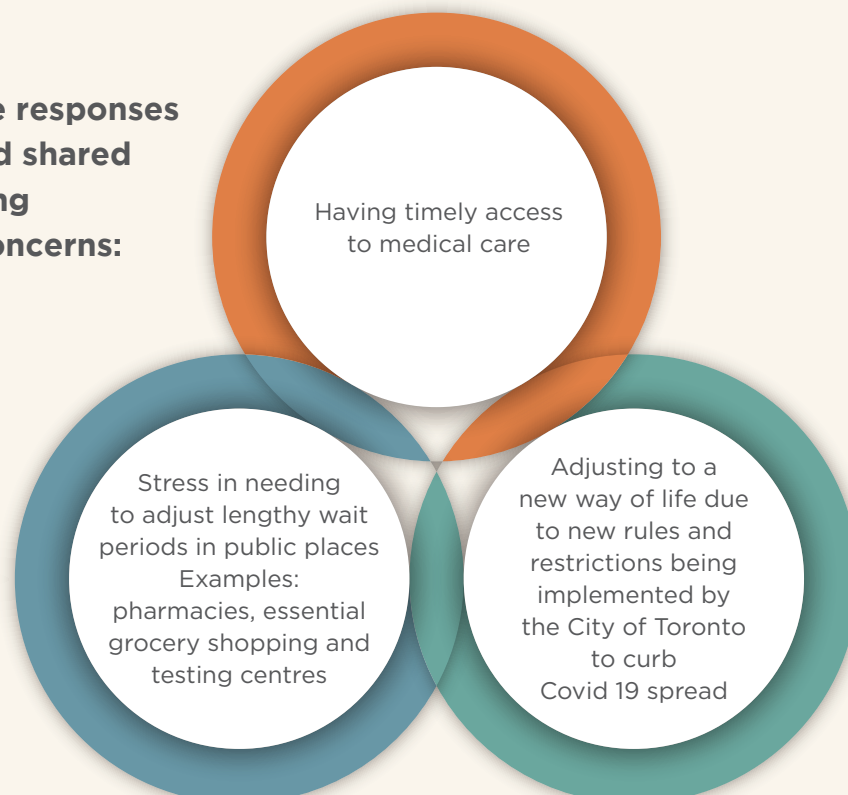 e responses
d shared
ng
oncerns:
Having timely access
to medical care
Stress in needing
to adjust lengthy wait
periods in public places
Examples:
pharmacies, essential
grocery shopping and
testing centres
Adjusting to a
new way of life due
to new rules and
restrictions being
implemented by
the City of Toronto
to curb
Covid 19 spread